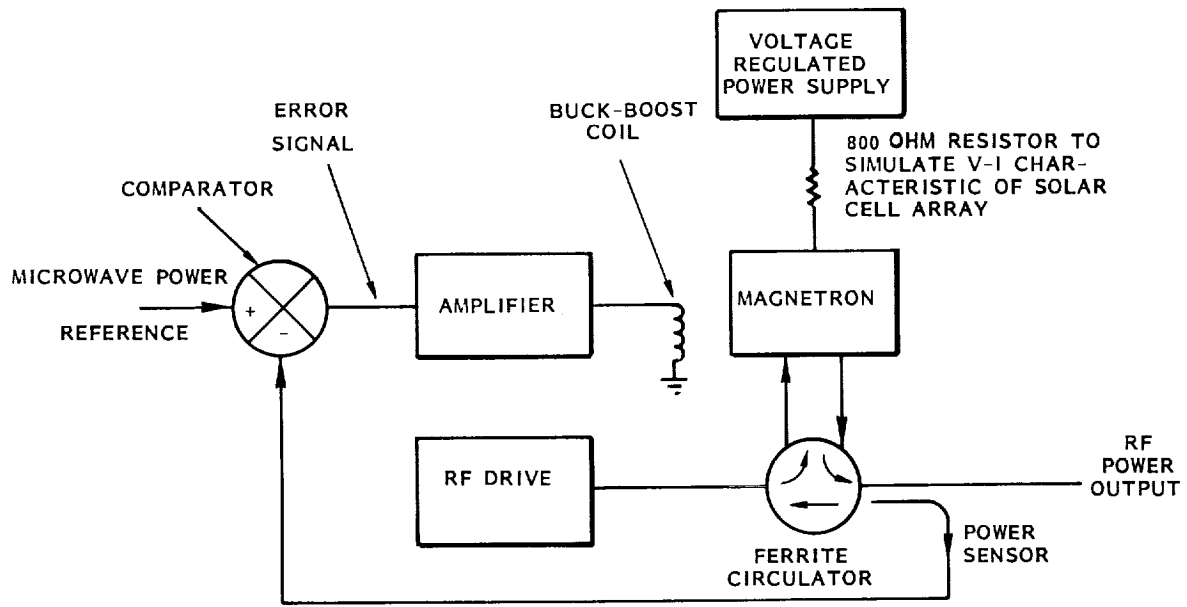 VOLTAGE
REGULATED
POWER SUPPLY
ERROR
SIGNAL
BUCK-BOOST
COIL
800 OHM RESISTOR TO
SIMULATE V-I CHAR-
ACTERISTIC OF SOLAR
CELL ARRAY
COMPARATOR
MICROWAVE POWER
REFERENCE
+
-
AMPLIFIER
MAGNETRON
RF DRIVE
RF
POWER
OUTPUT
POWER
SENSOR
FERRITE
CIRCULATOR